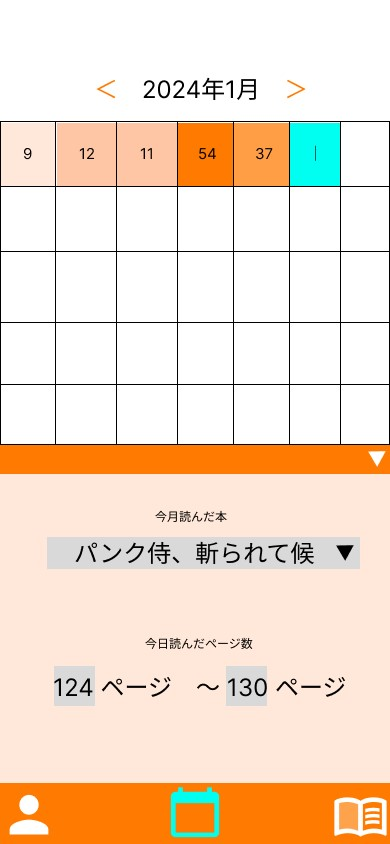 ＜ 2024年1月 ＞
9 12 11 54 37
今月読んだ本
パンク侍、斬られて候 ▼
今日読んだページ数
124 ページ ～ 130 ページ